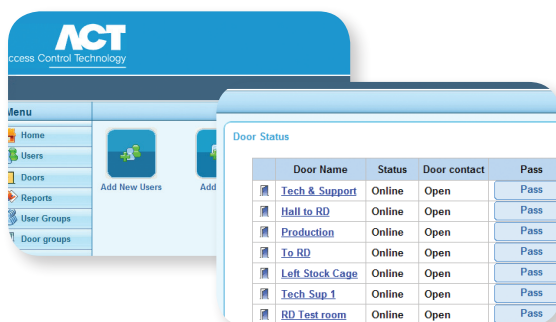 ACT
ccess Control Technology
Menu
Home
Users
Doors
Reports
User Groups
Door groups
Add New Users
Add
Door Status
Door Name Status Door contact Pass
Tech & Support Online Open Pass
Hall to RD Online Open Pass
Production Online Open Pass
To RD Online Open Pass
Left Stock Cage Online Open Pass
Tech Sup 1 Online Open Pass
RD Test room Online Open Pass